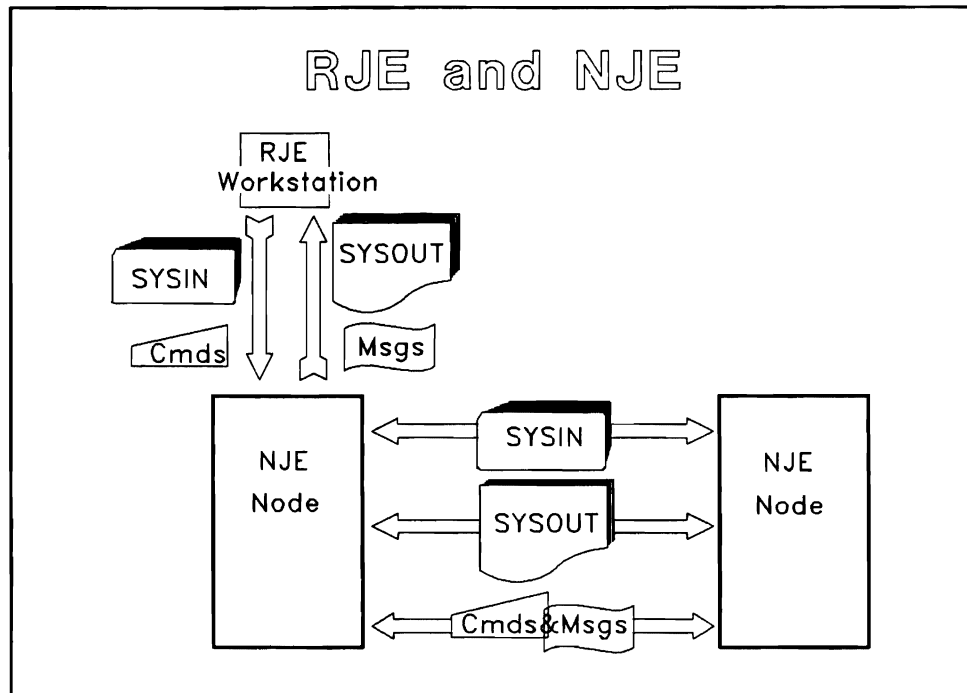 RJE and NJE
RJE
Workstation
SYSIN
SYSOUT
Cmds
Msgs
NJE
Node
SYSIN
SYSOUT
Cmds&Msgs
NJE
Node